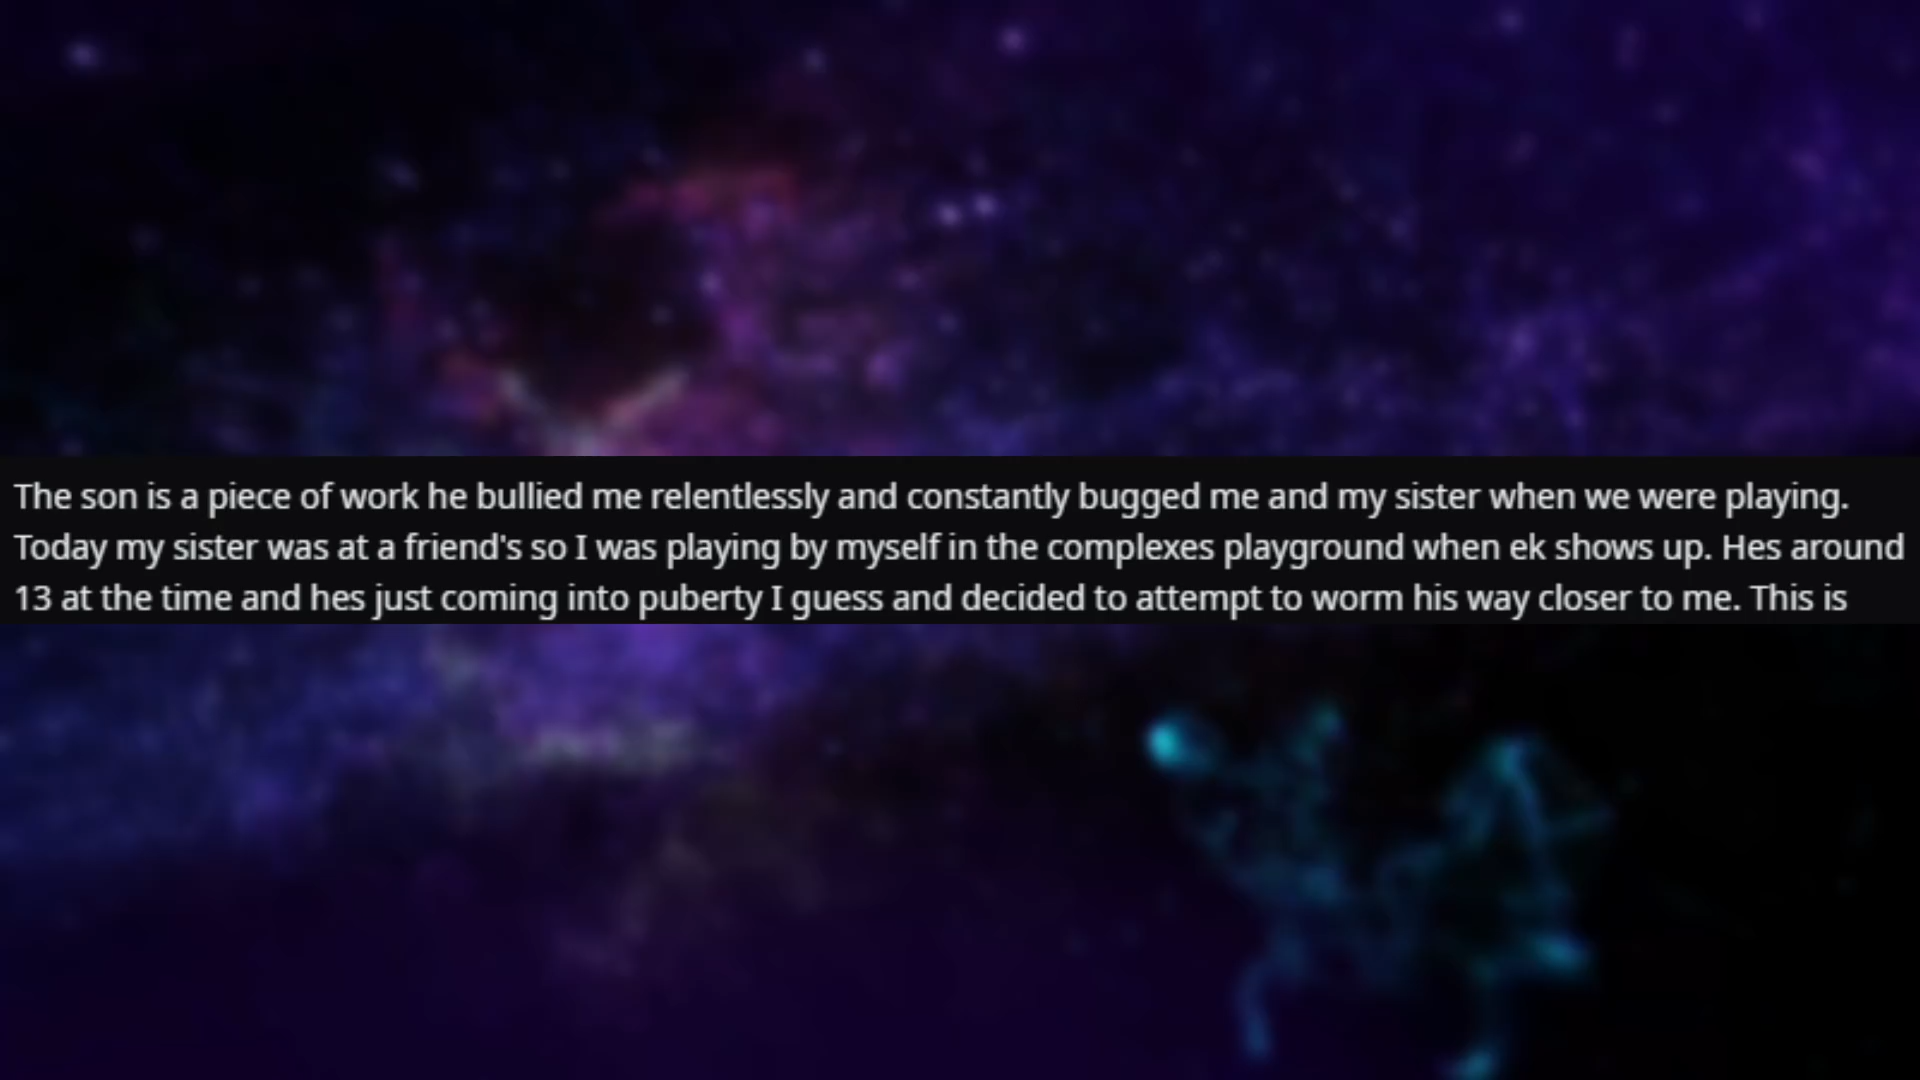 The son is a piece of work he bullied me relentlessly and constantly bugged me and my sister when we were playing.
Today my sister was at a friend's so I was playing by myself in the complexes playground when ek shows up. Hes around
13 at the time and hes just coming into puberty I guess and decided to attempt to worm his way closer to me. This is